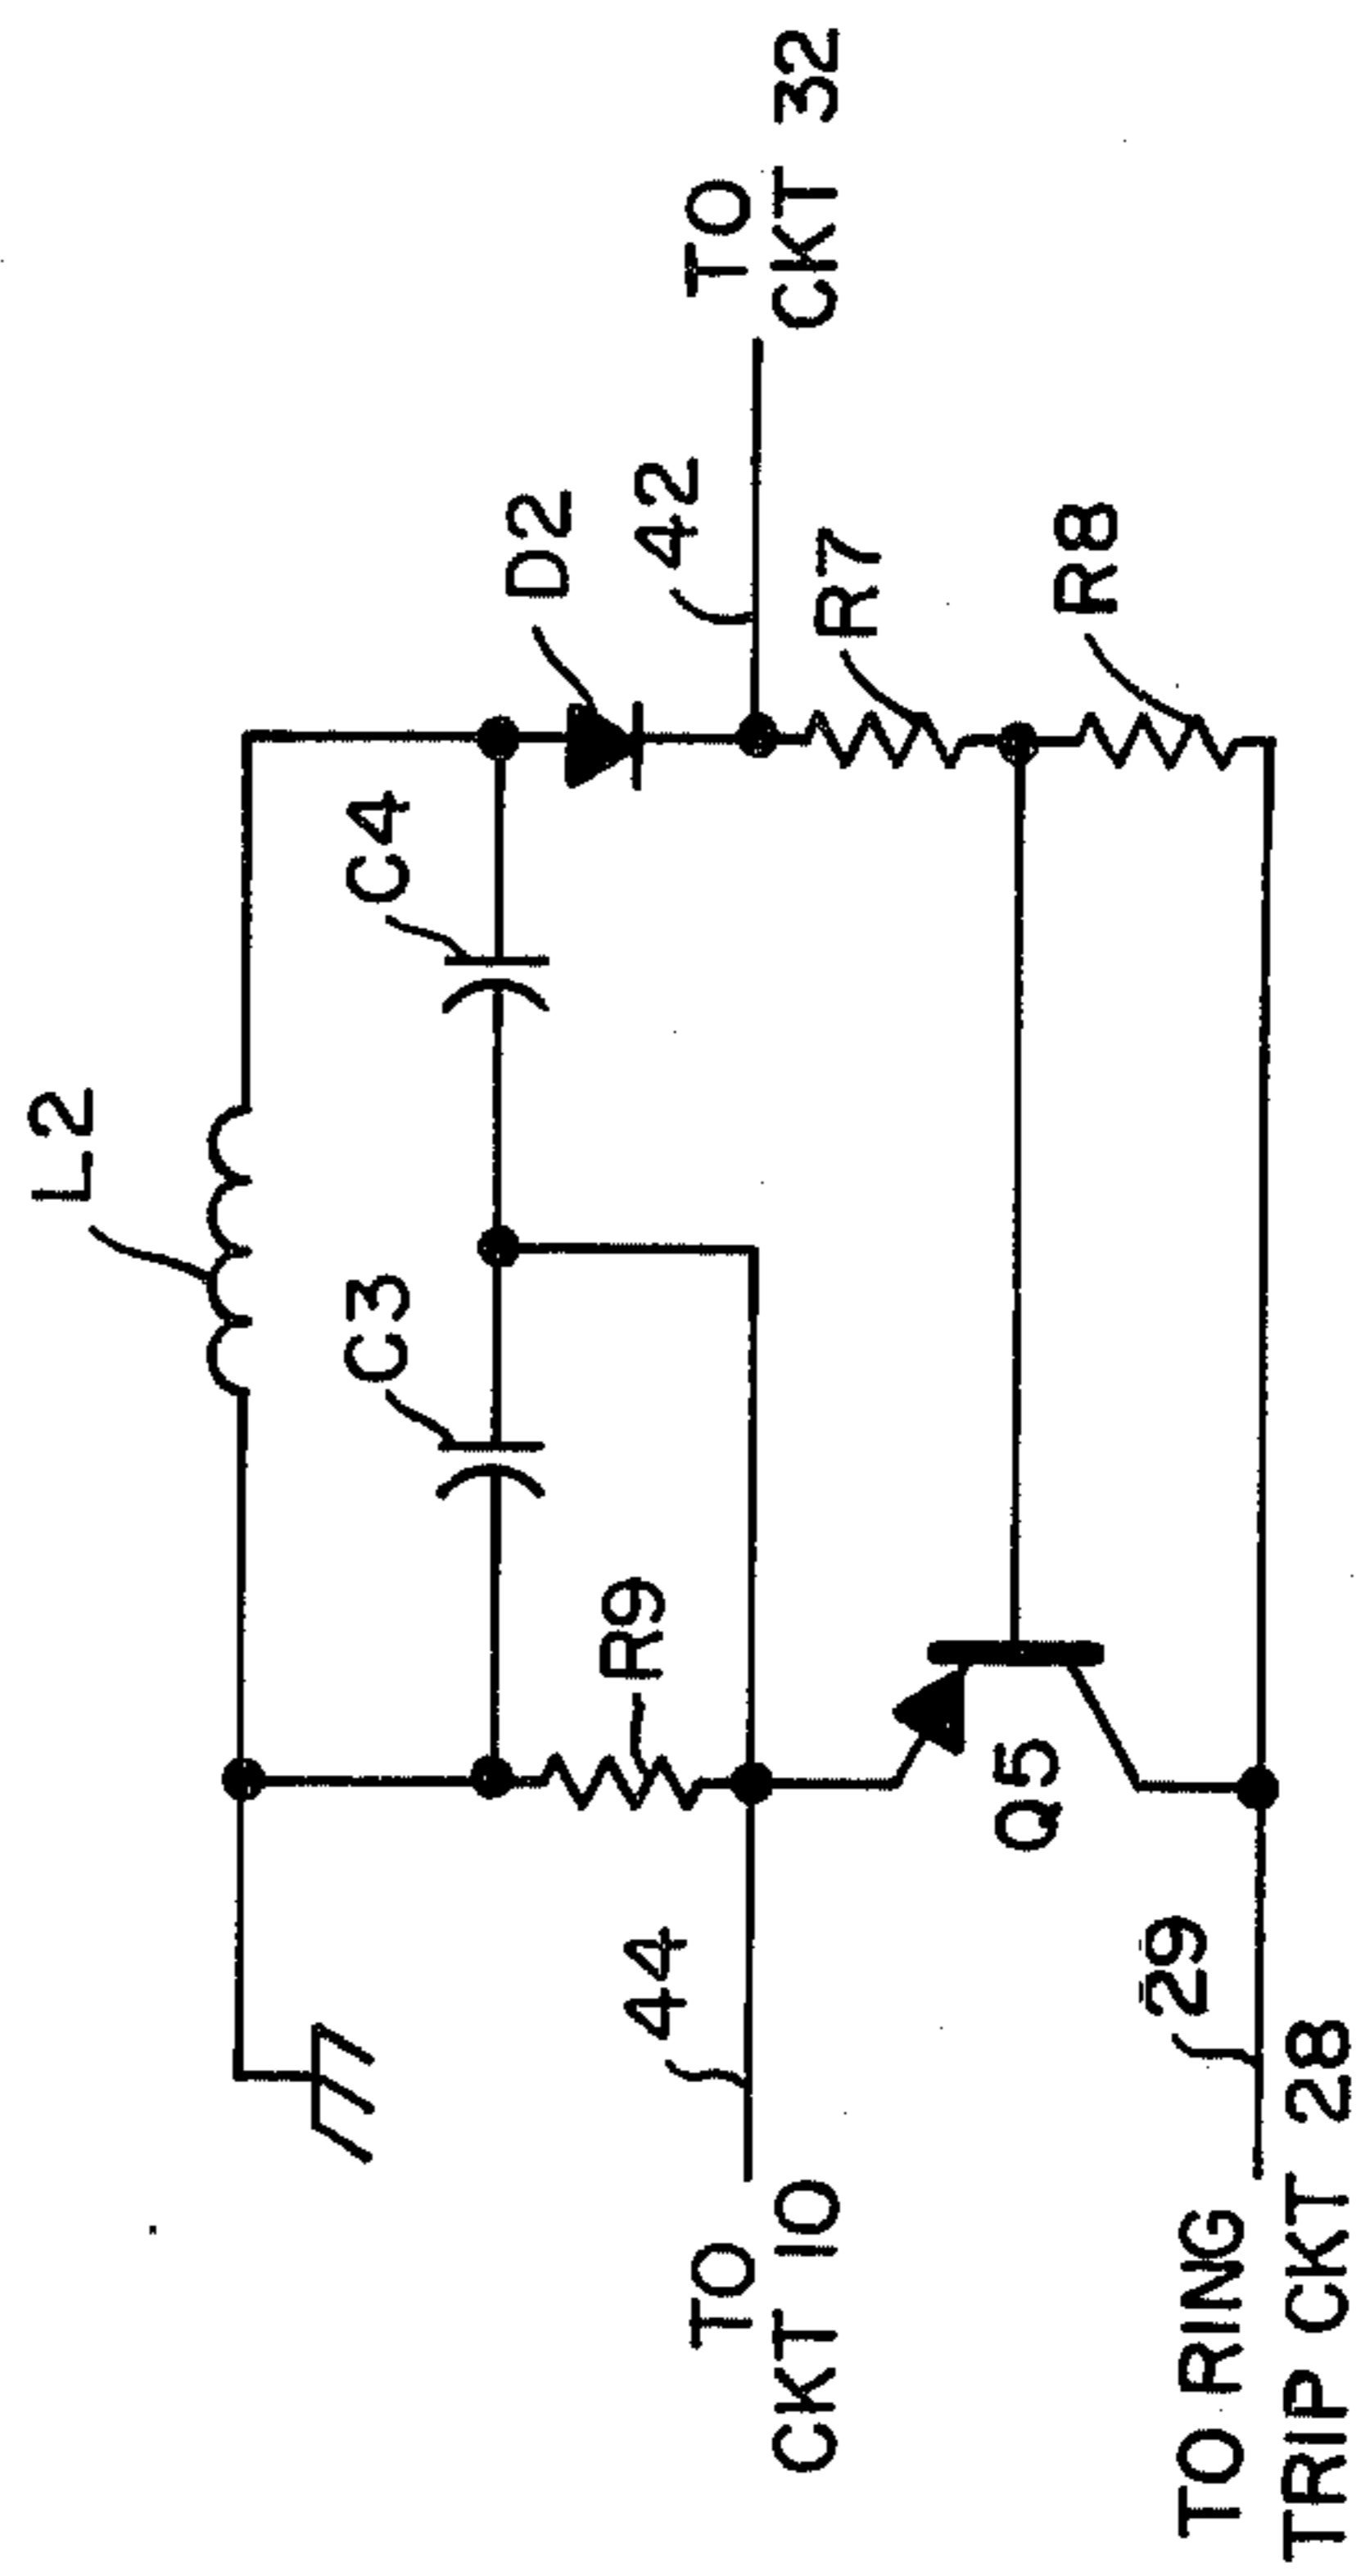 L2
C3
C4
D2
R9
44
42
TO
CKT 10
TO
CKT 32
R7
Q5
R8
29
TO RING
TRIP CKT 28